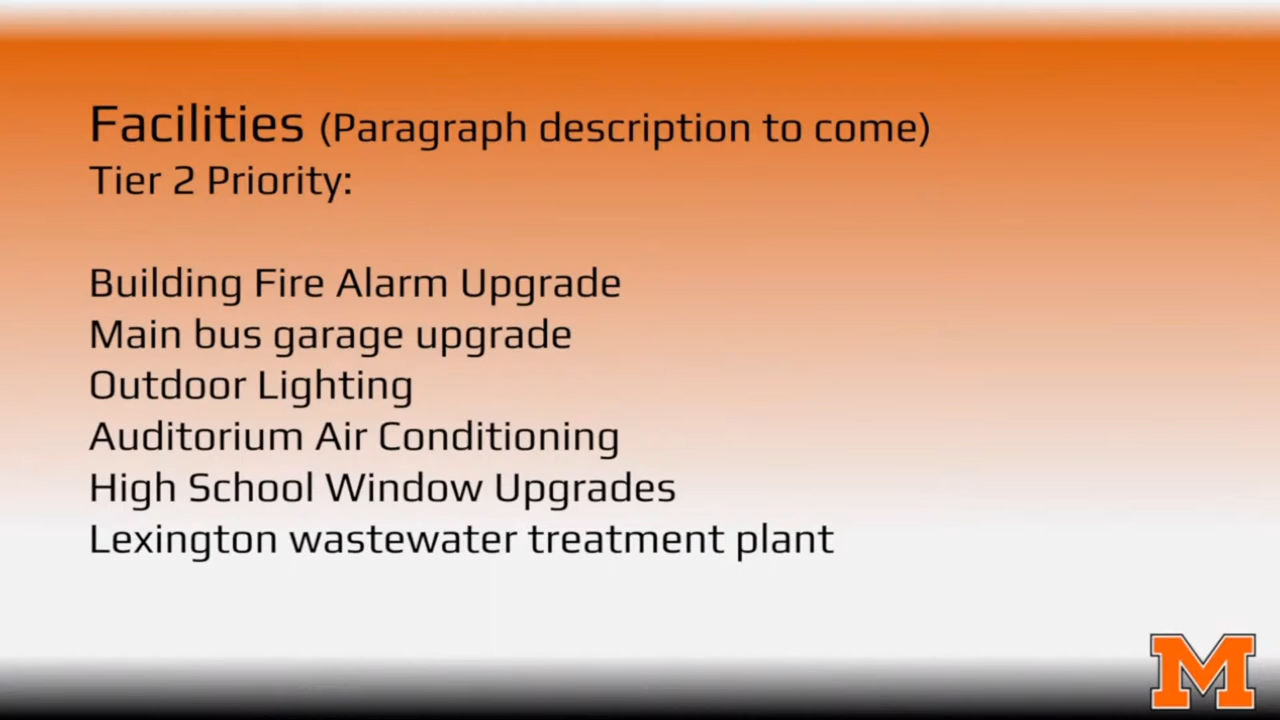 Facilities (Paragraph description to come)
Tier 2 Priority:
Building Fire Alarm Upgrade
Main bus garage upgrade
Outdoor Lighting
Auditorium Air Conditioning
High School Window Upgrades
Lexington wastewater treatment plant
M